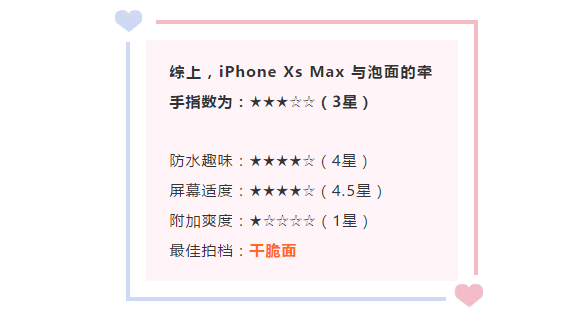 综上，iPhone Xs Max 与泡面的牵
手指数为：★★★☆☆（3星）
防水趣味：★★★★☆（4星）
屏幕适度：★★★★☆（4.5星）
附加爽度：★☆☆☆☆（1星）
最佳拍档：干脆面